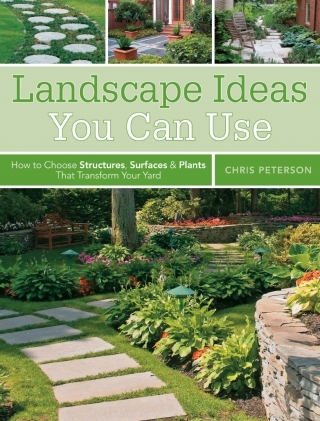 Landscape Ideas
You Can Use
How to Choose Structures, Surfaces & Plants
That Transform Your Yard
CHRIS PETERSON